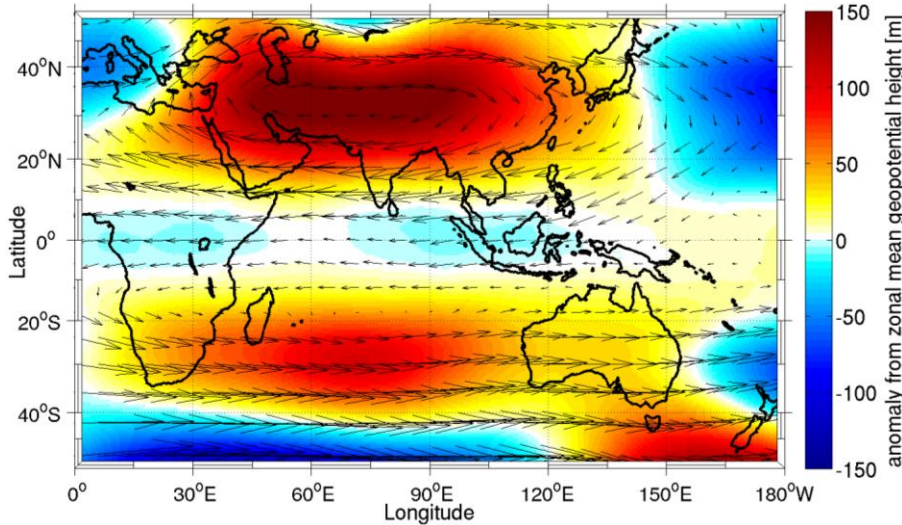 40°N
20°N
0°
20°S
40°S
Latitude
0°
30°E
60°E
90°E
120°E
150°E
180°W
Longitude
150
100
50
0
-50
-100
-150
anomaly from zonal mean geopotential height [m]